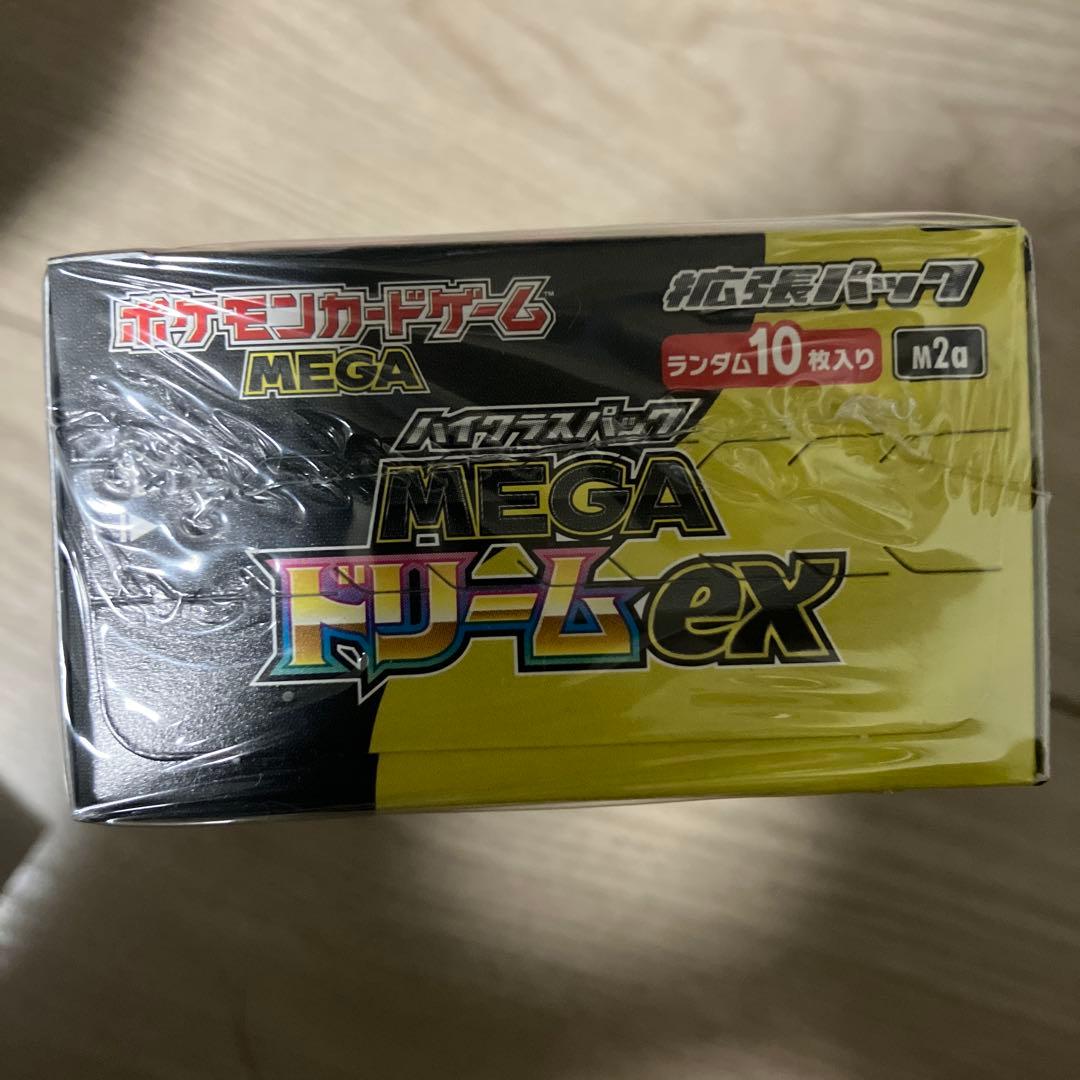 ポケモンカードゲーム™
MEGA
拡張パック
ランダム10枚入り
M2a
ハイクラスパック
MEGA
ドリームex